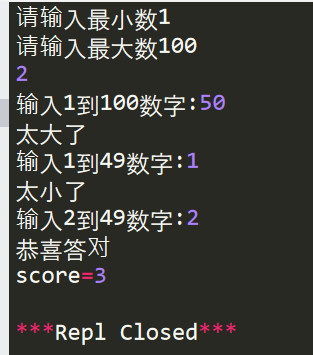 请输入最小数1
请输入最大数100
2
输入1到100数字:50
太大了
输入1到49数字:1
太小了
输入2到49数字:2
恭喜答对
score=3
***Repl Closed***